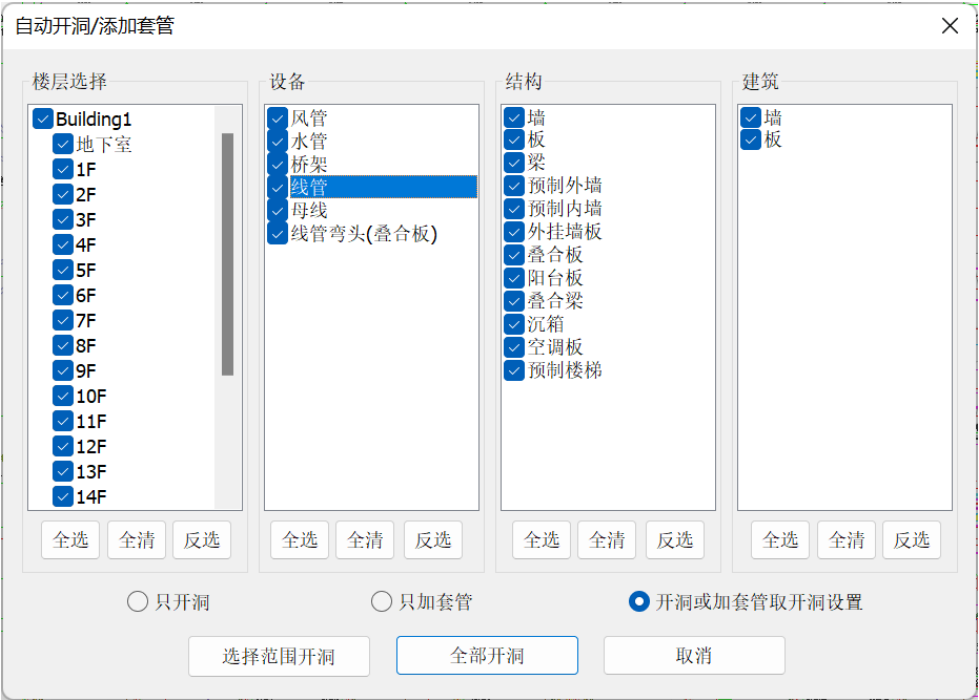 自动开洞/添加套管
楼层选择
Building1
地下室
1F
2F
3F
4F
5F
6F
7F
8F
9F
10F
11F
12F
13F
14F
全选 全清 反选
设备
风管
水管
桥架
线管
母线
线管弯头(叠合板)
全选 全清 反选
结构
墙
板
梁
预制外墙
预制内墙
外挂墙板
叠合板
阳台板
叠合梁
沉箱
空调板
预制楼梯
全选 全清 反选
建筑
墙
板
全选 全清 反选
只开洞 只加套管 开洞或加套管取开洞设置
选择范围开洞 全部开洞 取消